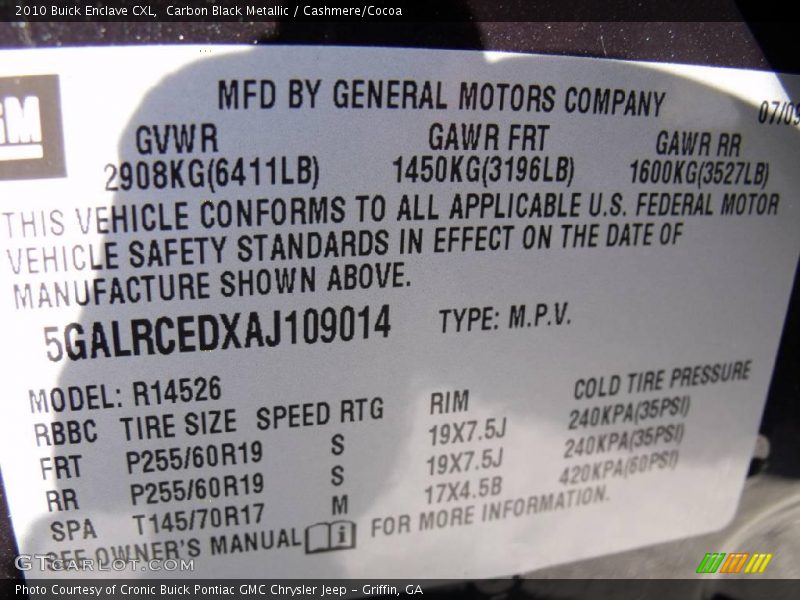 2010 Buick Enclave CXL,  Carbon Black Metallic / Cashmere/Cocoa
GM
MFD BY GENERAL MOTORS COMPANY
07/09
GVWR GAWR FRT GAWR RR
2908KG(6411LB) 1450KG(3196LB) 1600KG(3527LB)
THIS VEHICLE CONFORMS TO ALL APPLICABLE U.S. FEDERAL MOTOR
VEHICLE SAFETY STANDARDS IN EFFECT ON THE DATE OF
MANUFACTURE SHOWN ABOVE.
5GALRCEDXAJ109014 TYPE: M.P.V.
MODEL: R14526
RBBC TIRE SIZE SPEED RTG RIM COLD TIRE PRESSURE
FRT P255/60R19 S 19X7.5J 240KPA(35PSI)
RR P255/60R19 S 19X7.5J 240KPA(35PSI)
SPA T145/70R17 M 17X4.5B 420KPA(60PSI)
SEE OWNER'S MANUAL i FOR MORE INFORMATION.
GTcarlot.com
Photo Courtesy of Cronic Buick Pontiac GMC Chrysler Jeep - Griffin, GA